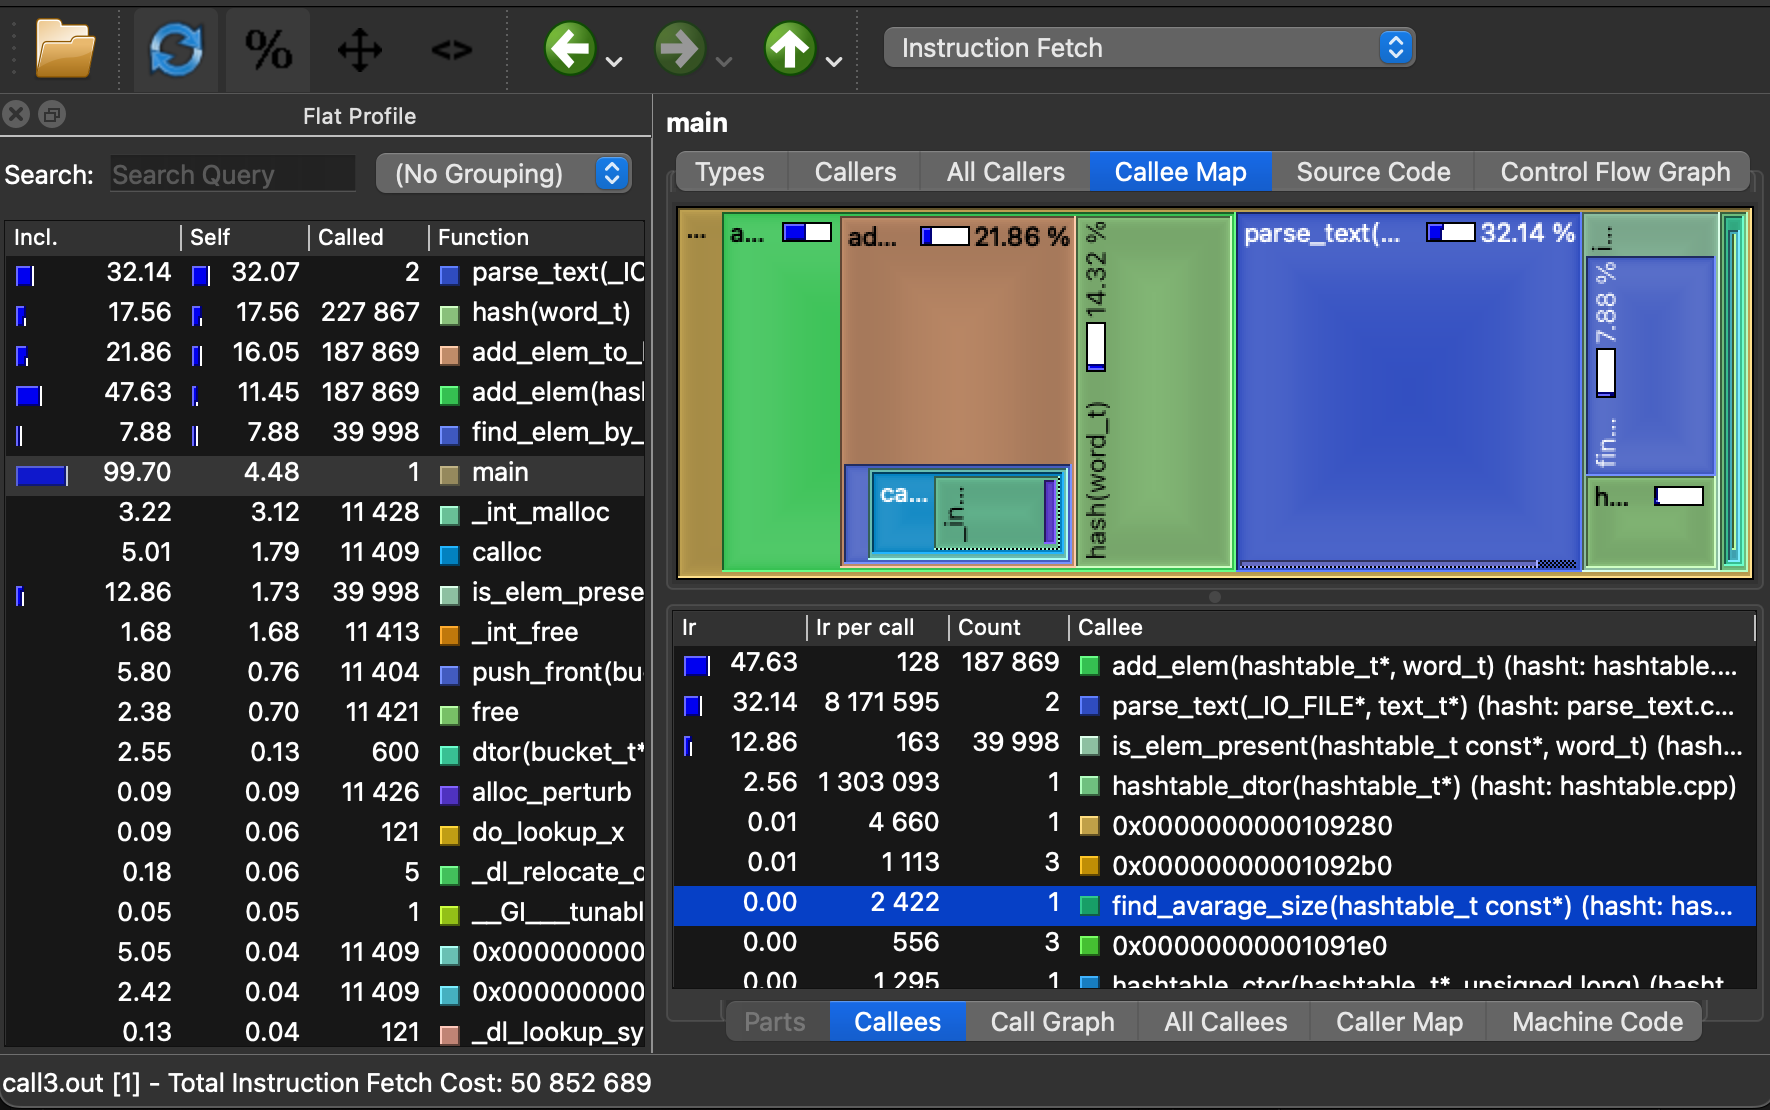 %
<>
Instruction Fetch
Flat Profile
Search: Search Query (No Grouping)
Incl. Self Called Function
32.14 32.07 2 parse_text(_IO
17.56 17.56 227 867 hash(word_t)
21.86 16.05 187 869 add_elem_to_
47.63 11.45 187 869 add_elem(hash
7.88 7.88 39 998 find_elem_by_
99.70 4.48 1 main
3.22 3.12 11 428 _int_malloc
5.01 1.79 11 409 calloc
12.86 1.73 39 998 is_elem_prese
1.68 1.68 11 413 _int_free
5.80 0.76 11 404 push_front(bu
2.38 0.70 11 421 free
2.55 0.13 600 dtor(bucket_t*
0.09 0.09 11 426 alloc_perturb
0.09 0.06 121 do_lookup_x
0.18 0.06 5 _dl_relocate_o
0.05 0.05 1 __GI___tunabl
5.05 0.04 11 409 0x000000000
2.42 0.04 11 409 0x000000000
0.13 0.04 121 _dl_lookup_sy
main
Types Callers All Callers Callee Map Source Code Control Flow Graph
...
a...
ad... 21.86 %
hash(word_t) 14.32 %
parse_text(... 32.14 %
i...
fin... 7.88 %
h...
ca...
_in...
Ir Ir per call Count Callee
47.63 128 187 869 add_elem(hashtable_t*, word_t) (hasht: hashtable....
32.14 8 171 595 2 parse_text(_IO_FILE*, text_t*) (hasht: parse_text.c...
12.86 163 39 998 is_elem_present(hashtable_t const*, word_t) (hash...
2.56 1 303 093 1 hashtable_dtor(hashtable_t*) (hasht: hashtable.cpp)
0.01 4 660 1 0x0000000000109280
0.01 1 113 3 0x00000000001092b0
0.00 2 422 1 find_avarage_size(hashtable_t const*) (hasht: has...
0.00 556 3 0x00000000001091e0
0.00 1 295 1 hashtable_ctor(hashtable_t*, unsigned long) (hasht
Parts Callees Call Graph All Callees Caller Map Machine Code
call3.out [1] - Total Instruction Fetch Cost: 50 852 689